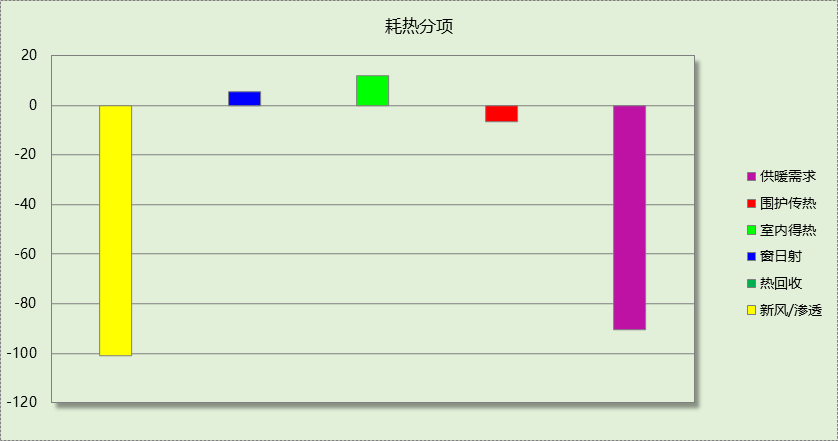 耗热分项
20
0
-20
-40
-60
-80
-100
-120
供暖需求
围护传热
室内得热
窗日射
热回收
新风/渗透